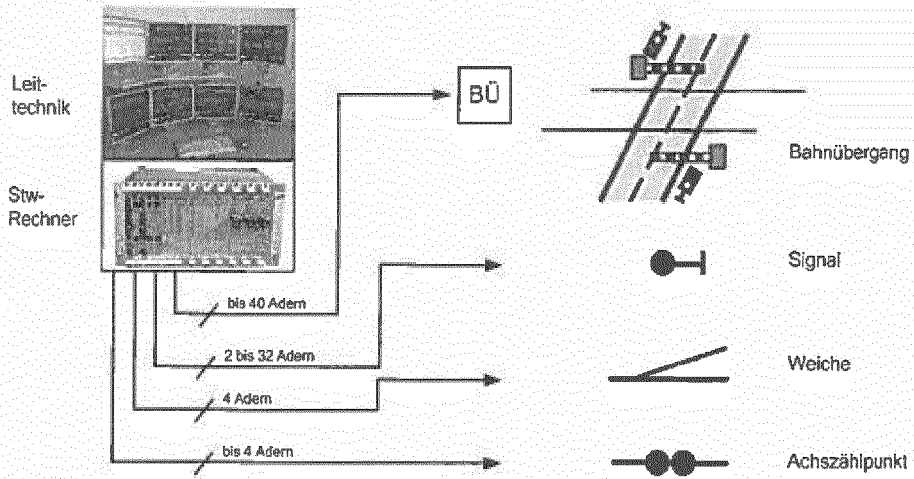 Leit-
technik
BÜ
Bahnübergang
Stw-
Rechner
Signal
bis 40 Adern
2 bis 32 Adern
Weiche
4 Adern
bis 4 Adern
Achszählpunkt